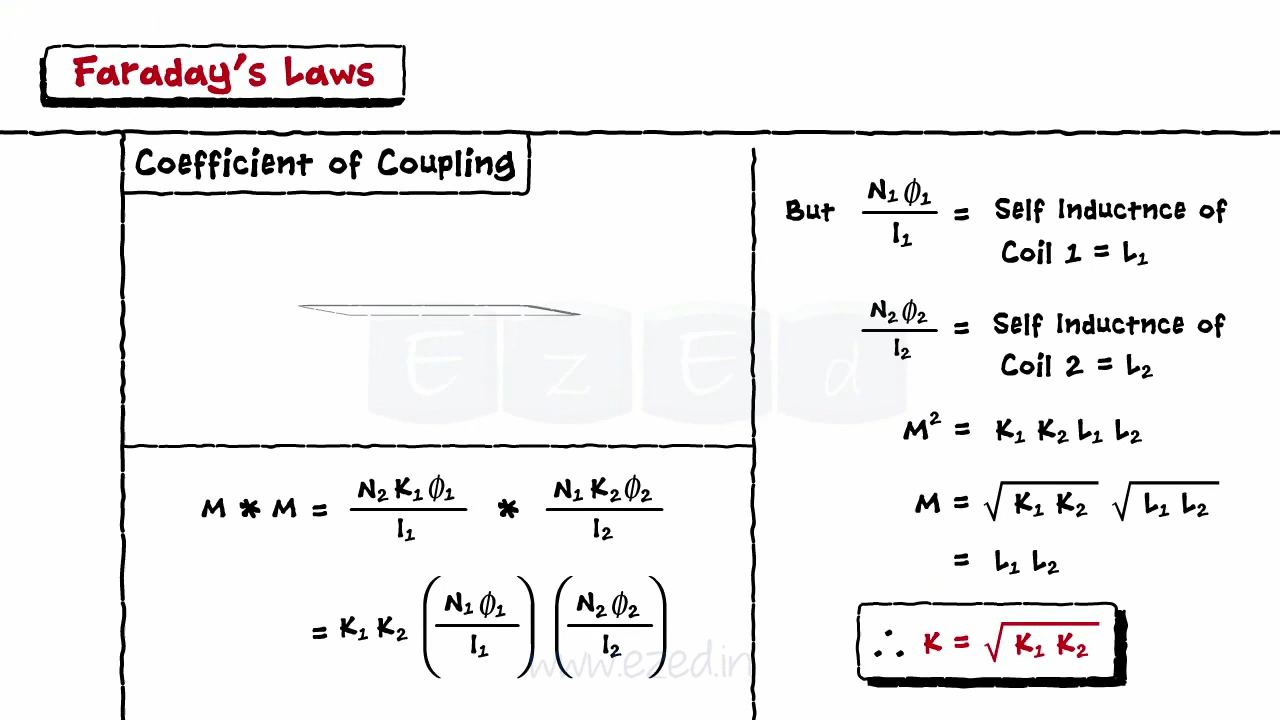 Faraday's Laws
Coefficient of Coupling
M * M = N₂ K₁ ϕ₁ / I₁ * N₁ K₂ ϕ₂ / I₂
= K₁ K₂ (N₁ ϕ₁ / I₁) (N₂ ϕ₂ / I₂)
But N₁ ϕ₁ / I₁ = Self Inductnce of
Coil 1 = L₁
N₂ ϕ₂ / I₂ = Self Inductnce of
Coil 2 = L₂
M² = K₁ K₂ L₁ L₂
M = √K₁ K₂ √L₁ L₂
= L₁ L₂
∴ K = √K₁ K₂
EzEd
www.ezed.in